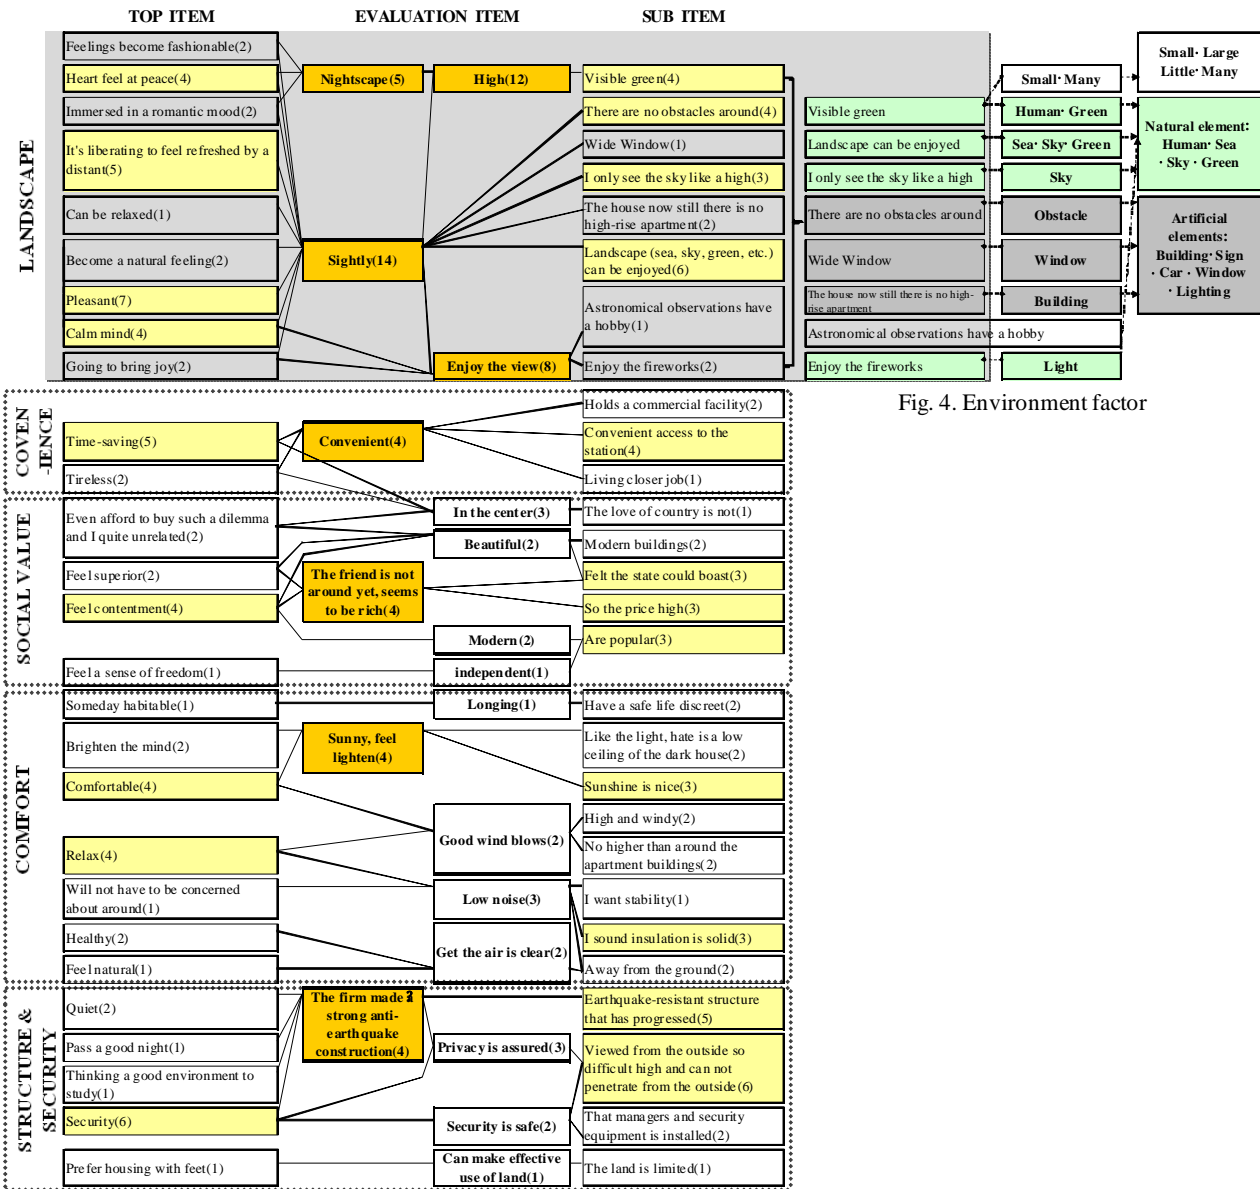 TOP ITEM
EVALUATION ITEM
SUB ITEM
LANDSCAPE
Feelings become fashionable(2)
Heart feel at peace(4)
Immersed in a romantic mood(2)
It's liberating to feel refreshed by a
distant(5)
Can be relaxed(1)
Become a natural feeling(2)
Pleasant(7)
Calm mind(4)
Going to bring joy(2)
Nightscape(5)
Sightly(14)
High(12)
Enjoy the view(8)
Visible green(4)
There are no obstacles around(4)
Wide Window(1)
I only see the sky like a high(3)
The house now still there is no
high-rise apartment(2)
Landscape (sea, sky, green, etc.)
can be enjoyed(6)
Astronomical observations have
a hobby(1)
Enjoy the fireworks(2)
Visible green
Landscape can be enjoyed
I only see the sky like a high
There are no obstacles around
Wide Window
The house now still there is no high-
rise apartment
Astronomical observations have a hobby
Enjoy the fireworks
Small· Many
Human· Green
Sea· Sky· Green
Sky
Obstacle
Window
Building
Light
Small· Large
Little· Many
Natural element:
Human· Sea
· Sky · Green
Artificial
elements:
Building· Sign
· Car · Window
· Lighting
Fig. 4. Environment factor
COVEN
-IENCE
Time-saving(5)
Tireless(2)
Convenient(4)
Holds a commercial facility(2)
Convenient access to the
station(4)
Living closer job(1)
SOCIAL VALUE
Even afford to buy such a dilemma
and I quite unrelated(2)
Feel superior(2)
Feel contentment(4)
Feel a sense of freedom(1)
The friend is not
around yet, seems
to be rich(4)
In the center(3)
Beautiful(2)
Modern(2)
independent(1)
The love of country is not(1)
Modern buildings(2)
Felt the state could boast(3)
So the price high(3)
Are popular(3)
COMFORT
Someday habitable(1)
Brighten the mind(2)
Comfortable(4)
Relax(4)
Will not have to be concerned
about around(1)
Healthy(2)
Feel natural(1)
Sunny, feel
lighten(4)
Longing(1)
Good wind blows(2)
Low noise(3)
Get the air is clear(2)
Have a safe life discreet(2)
Like the light, hate is a low
ceiling of the dark house(2)
Sunshine is nice(3)
High and windy(2)
No higher than around the
apartment buildings(2)
I want stability(1)
I sound insulation is solid(3)
Away from the ground(2)
STRUCTURE &
SECURITY
Quiet(2)
Pass a good night(1)
Thinking a good environment to
study(1)
Security(6)
Prefer housing with feet(1)
The firm made
strong anti-
earthquake
construction(4)
Privacy is assured(3)
Security is safe(2)
Can make effective
use of land(1)
Earthquake-resistant structure
that has progressed(5)
Viewed from the outside so
difficult high and can not
penetrate from the outside(6)
That managers and security
equipment is installed(2)
The land is limited(1)